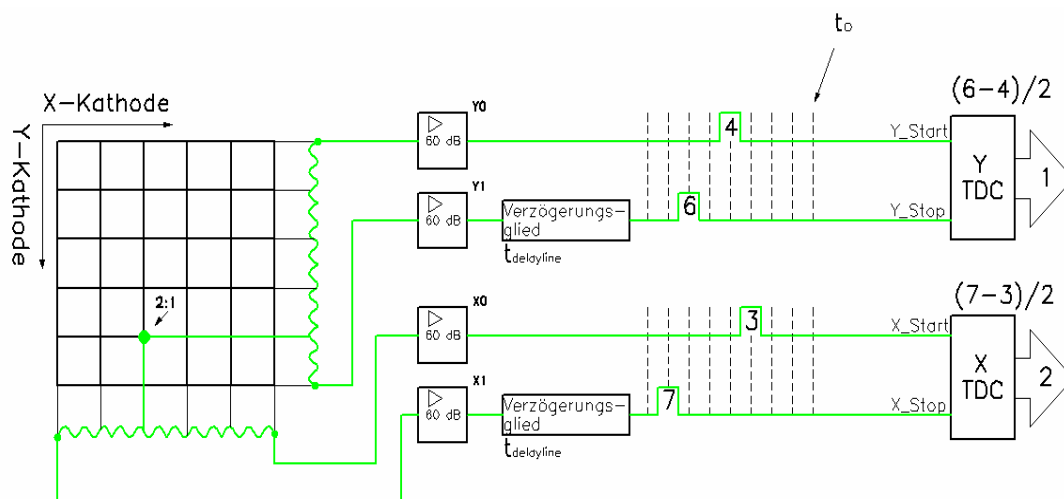 t₀
X-Kathode
Y-Kathode
2:1
Y0
60 dB
4
Y_Start
(6-4)/2
Y
TDC
1
Y1
60 dB
Verzögerungs-
glied
t_delayline
6
Y_Stop
X0
60 dB
3
X_Start
(7-3)/2
X
TDC
2
X1
60 dB
Verzögerungs-
glied
t_delayline
7
X_Stop